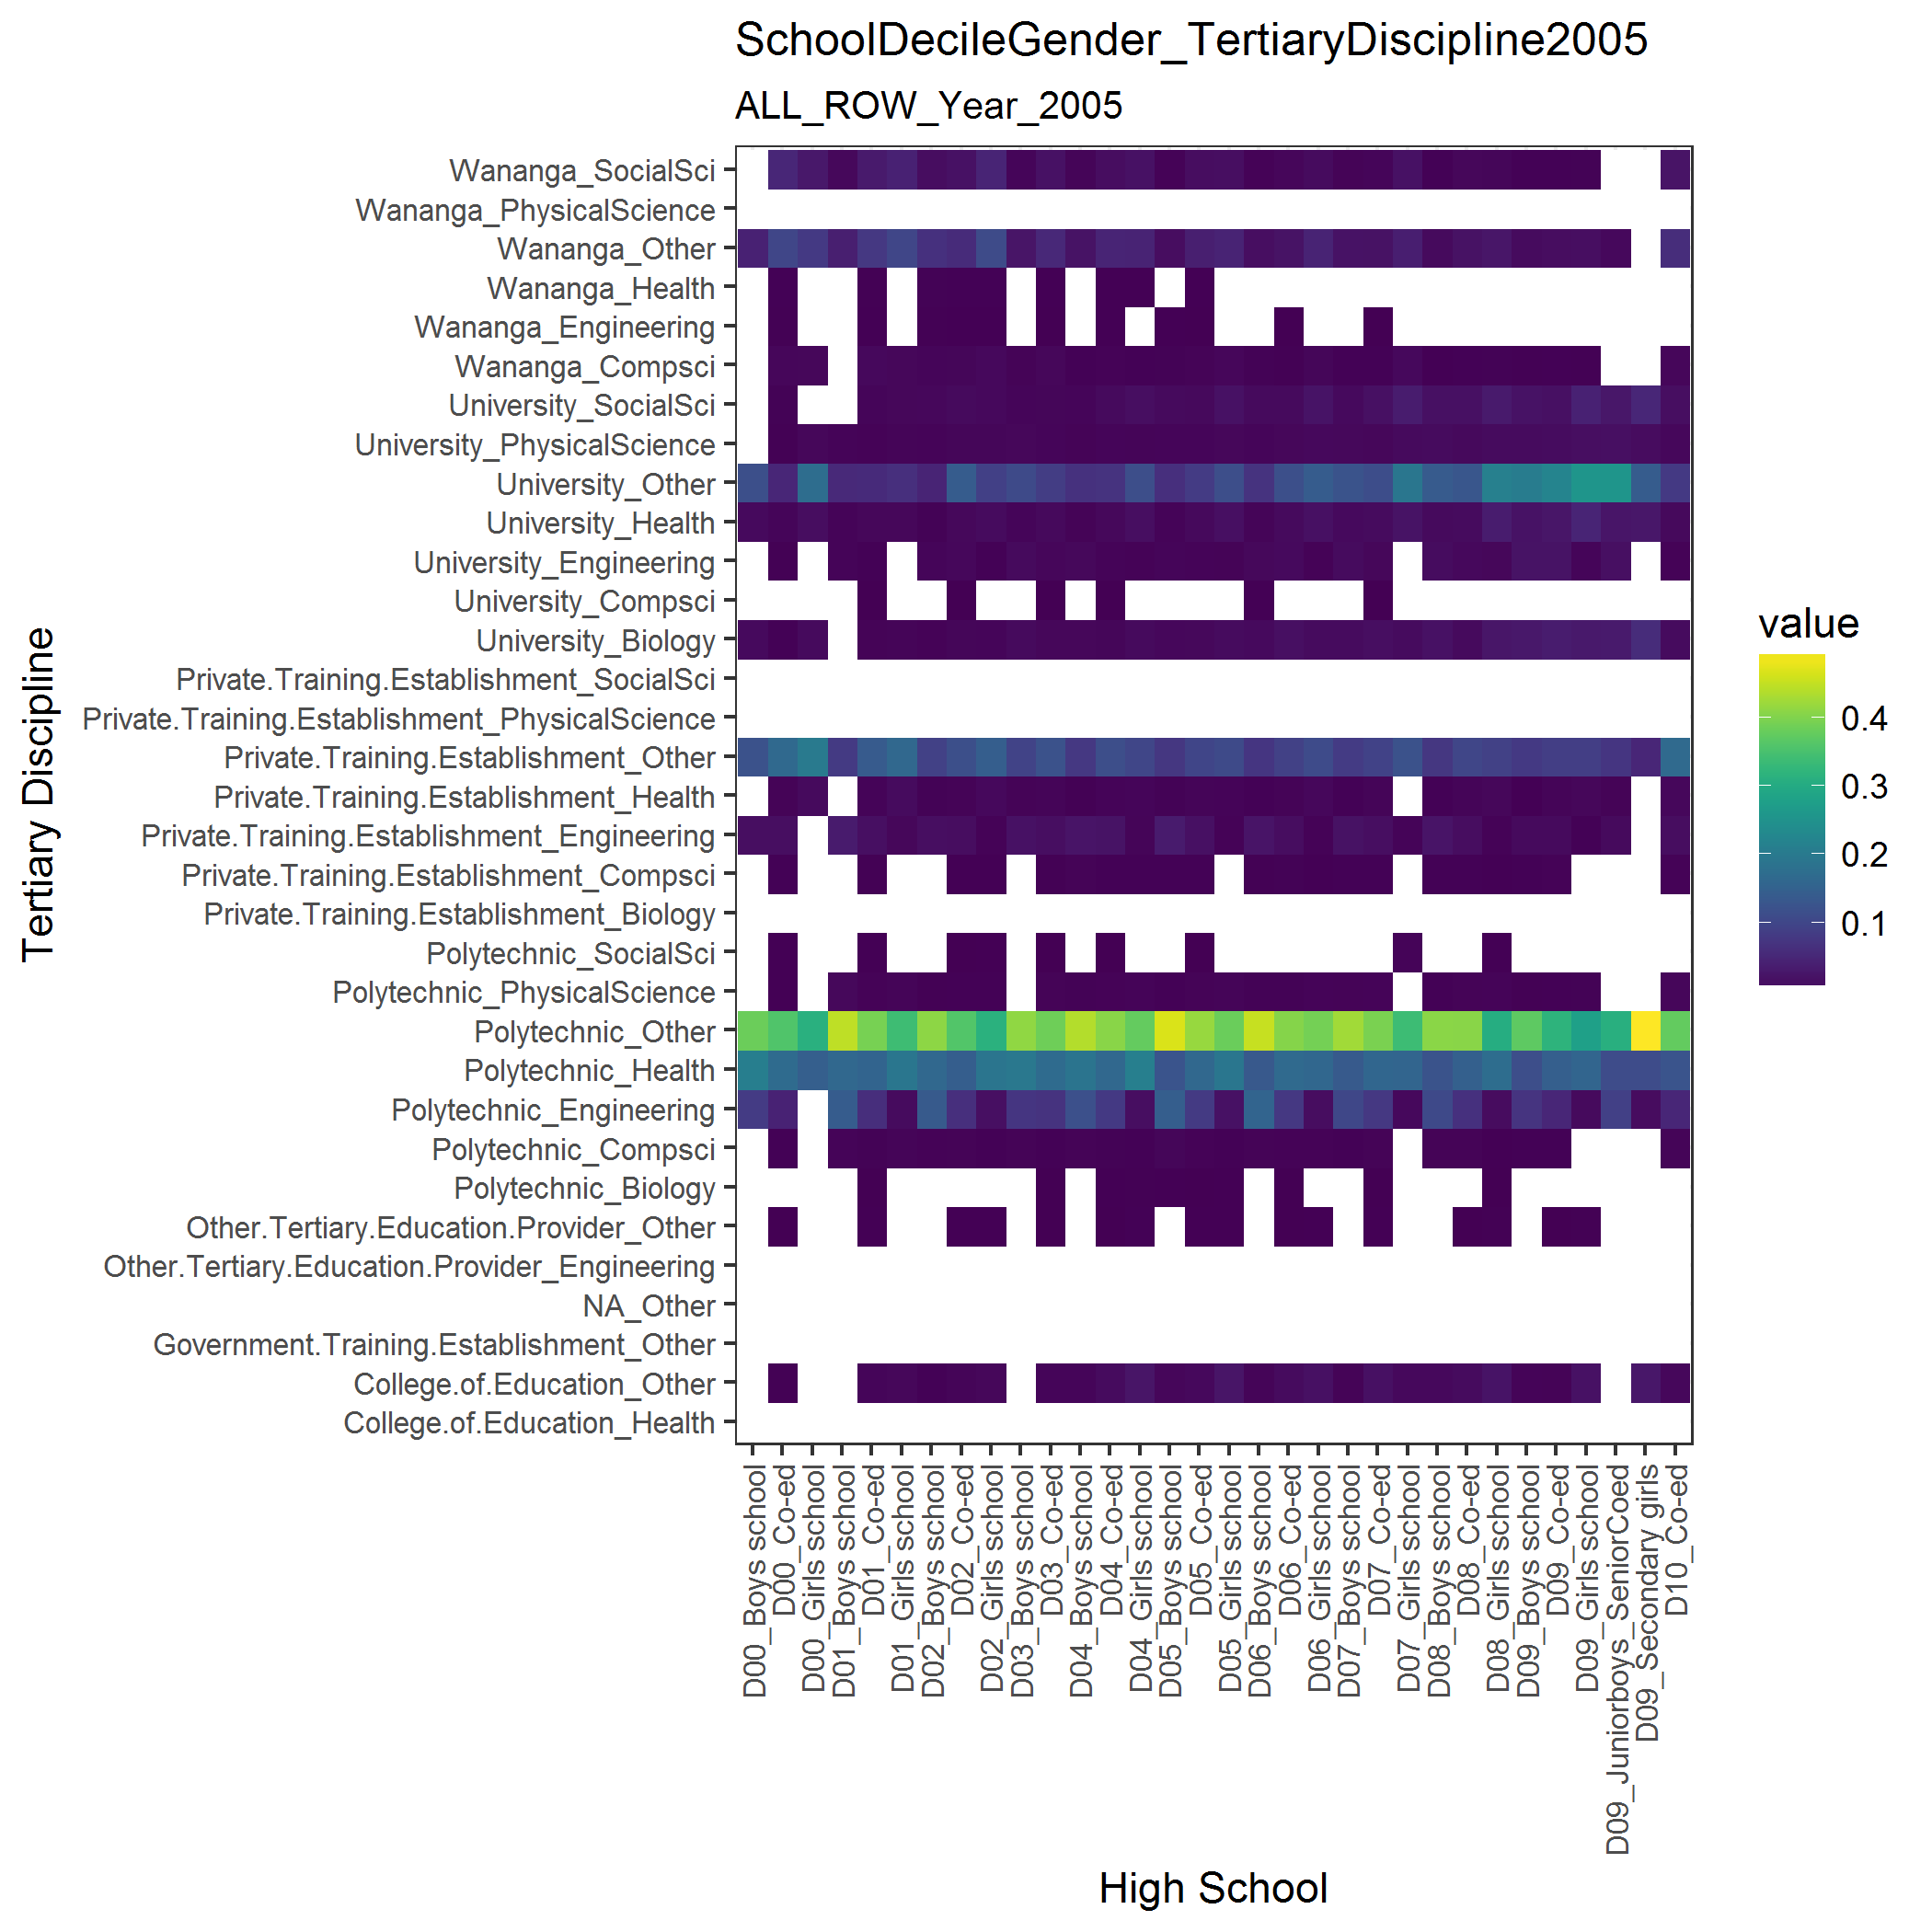 SchoolDecileGender_TertiaryDiscipline2005
ALL_ROW_Year_2005
Tertiary Discipline
Wananga_SocialSci
Wananga_PhysicalScience
Wananga_Other
Wananga_Health
Wananga_Engineering
Wananga_Compsci
University_SocialSci
University_PhysicalScience
University_Other
University_Health
University_Engineering
University_Compsci
University_Biology
Private.Training.Establishment_SocialSci
Private.Training.Establishment_PhysicalScience
Private.Training.Establishment_Other
Private.Training.Establishment_Health
Private.Training.Establishment_Engineering
Private.Training.Establishment_Compsci
Private.Training.Establishment_Biology
Polytechnic_SocialSci
Polytechnic_PhysicalScience
Polytechnic_Other
Polytechnic_Health
Polytechnic_Engineering
Polytechnic_Compsci
Polytechnic_Biology
Other.Tertiary.Education.Provider_Other
Other.Tertiary.Education.Provider_Engineering
NA_Other
Government.Training.Establishment_Other
College.of.Education_Other
College.of.Education_Health
D00_Boys school
D00_Co-ed
D00_Girls school
D01_Boys school
D01_Co-ed
D01_Girls school
D02_Boys school
D02_Co-ed
D02_Girls school
D03_Boys school
D03_Co-ed
D04_Boys school
D04_Co-ed
D04_Girls school
D05_Boys school
D05_Co-ed
D05_Girls school
D06_Boys school
D06_Co-ed
D06_Girls school
D07_Boys school
D07_Co-ed
D07_Girls school
D08_Boys school
D08_Co-ed
D08_Girls school
D09_Boys school
D09_Co-ed
D09_Girls school
D09_Juniorboys_SeniorCoed
D09_Secondary girls
D10_Co-ed
High School
value
0.4
0.3
0.2
0.1